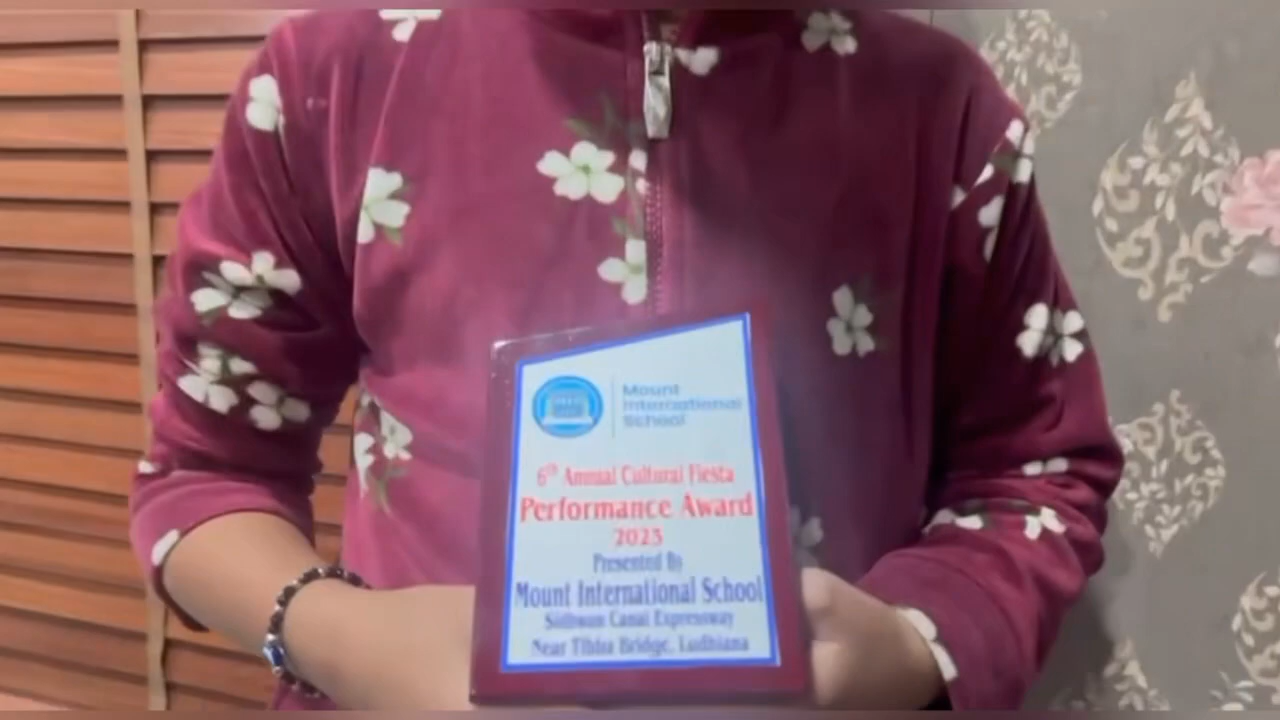 Mount
International
School
6th Annual Cultural Fiesta
Performance Award
2023
Presented By
Mount International School
Sidhwan Canal Expressway
Near Tibba Bridge, Ludhiana